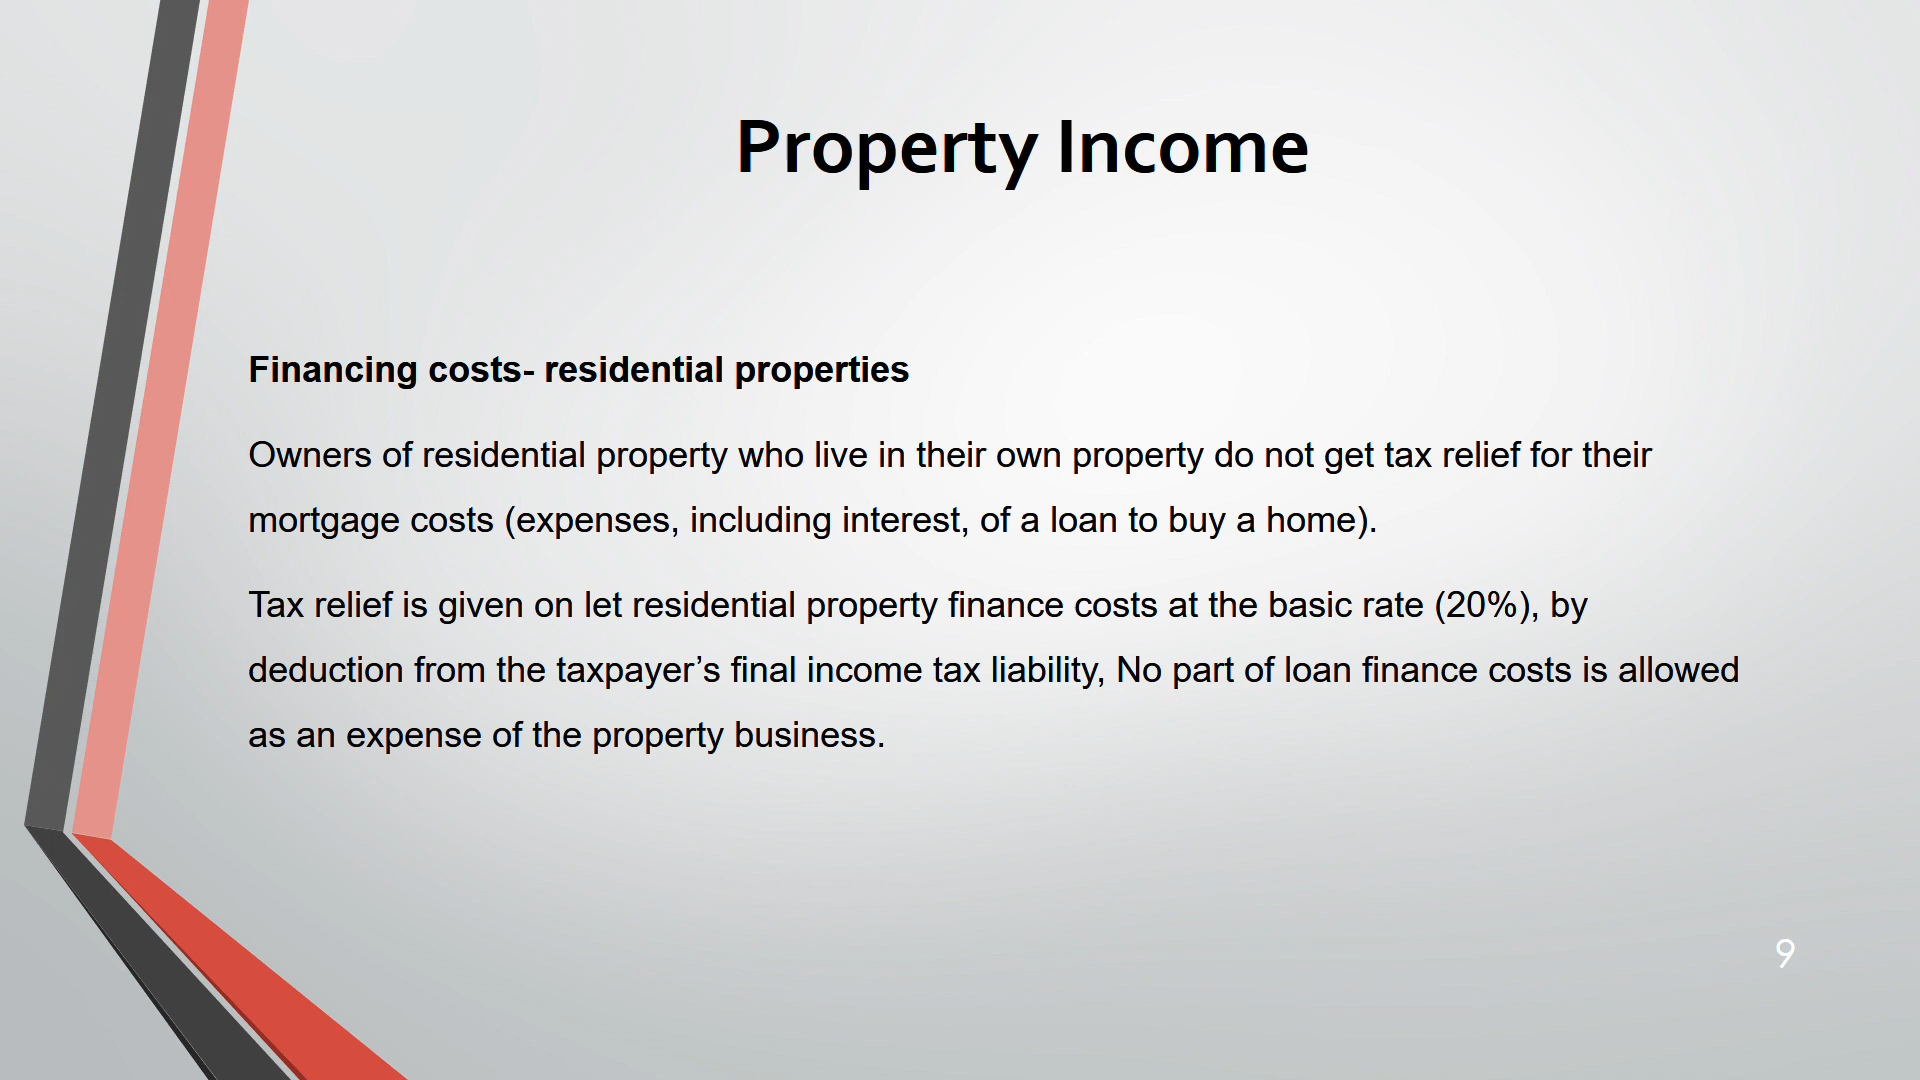 Property Income
Financing costs- residential properties
Owners of residential property who live in their own property do not get tax relief for their
mortgage costs (expenses, including interest, of a loan to buy a home).
Tax relief is given on let residential property finance costs at the basic rate (20%), by
deduction from the taxpayer’s final income tax liability, No part of loan finance costs is allowed
as an expense of the property business.
9